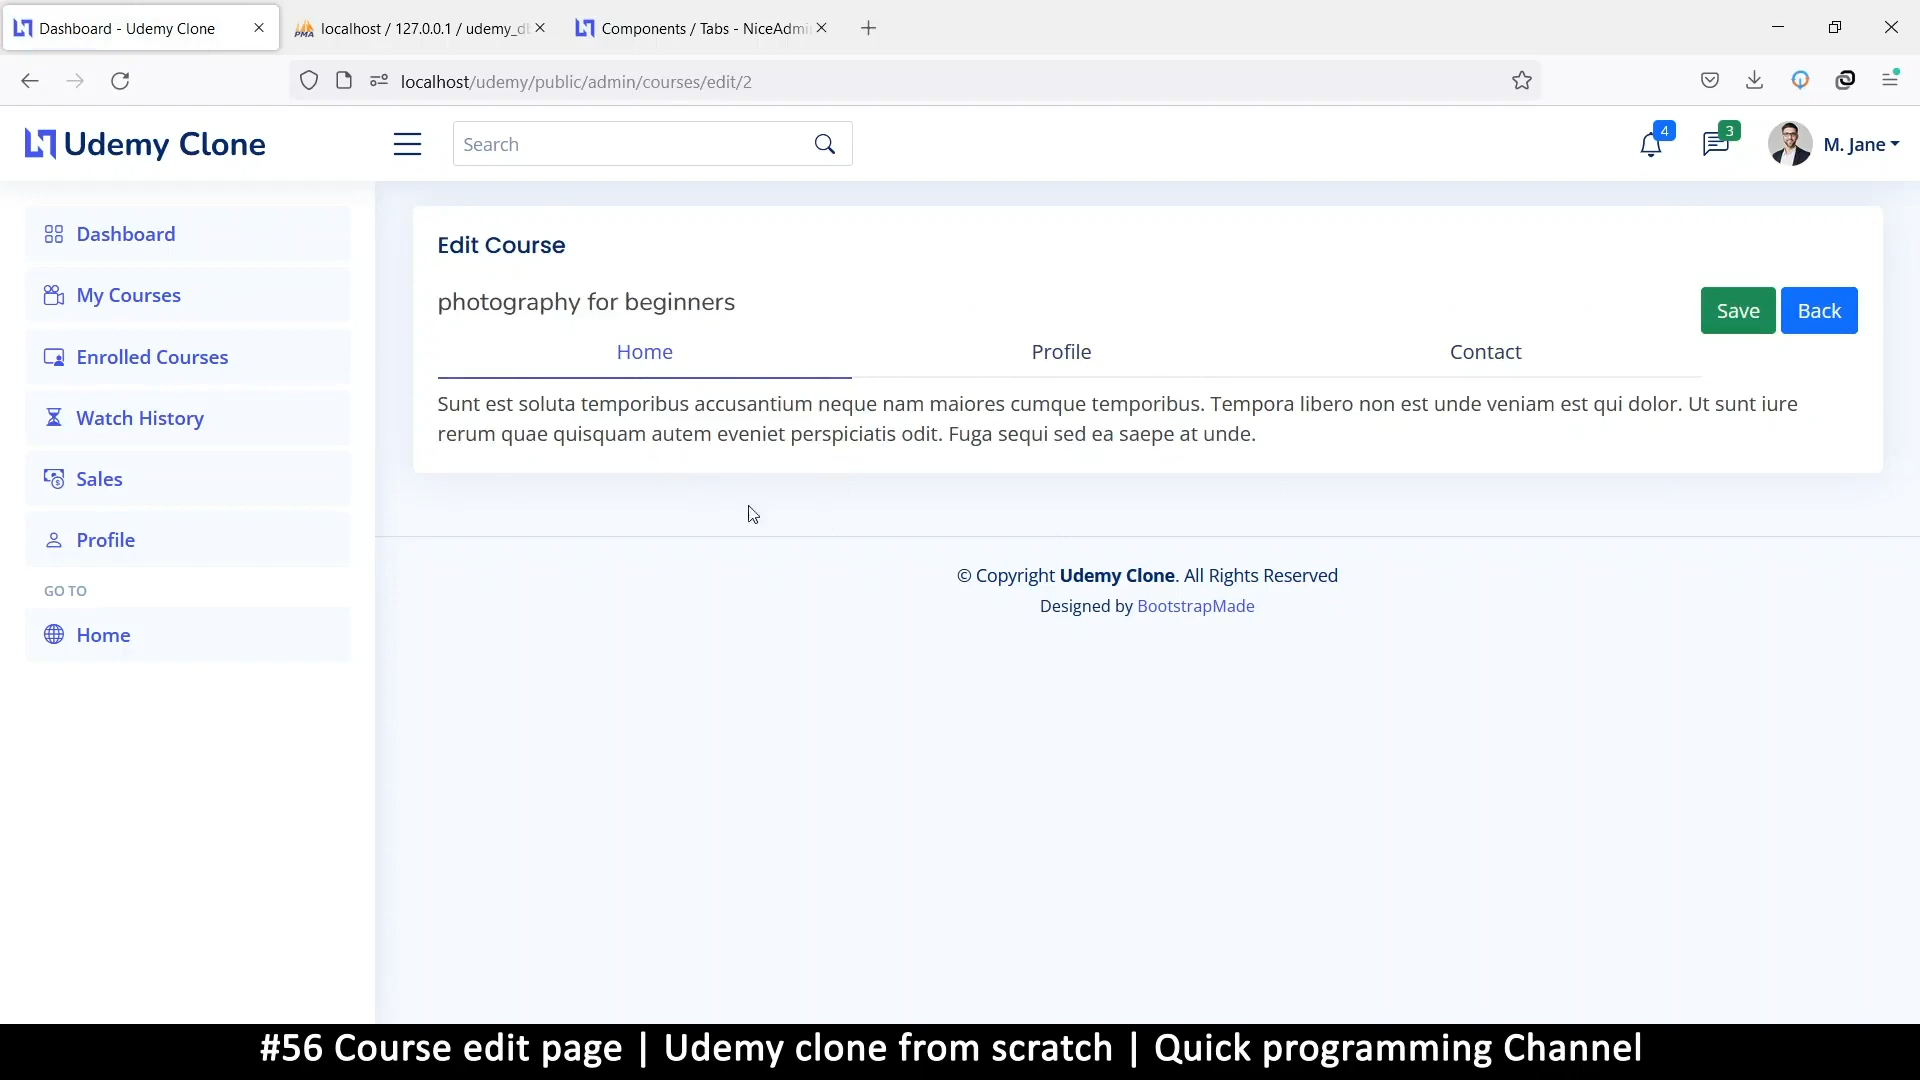 Dashboard - Udemy Clone
localhost / 127.0.0.1 / udemy_d
Components / Tabs - NiceAdmi
localhost/udemy/public/admin/courses/edit/2
Udemy Clone
Search
4
3
M. Jane
Dashboard
My Courses
Enrolled Courses
Watch History
Sales
Profile
GO TO
Home
Edit Course
photography for beginners
Save
Back
Home
Profile
Contact
Sunt est soluta temporibus accusantium neque nam maiores cumque temporibus. Tempora libero non est unde veniam est qui dolor. Ut sunt iure
rerum quae quisquam autem eveniet perspiciatis odit. Fuga sequi sed ea saepe at unde.
© Copyright Udemy Clone. All Rights Reserved
Designed by BootstrapMade
#56 Course edit page | Udemy clone from scratch | Quick programming Channel